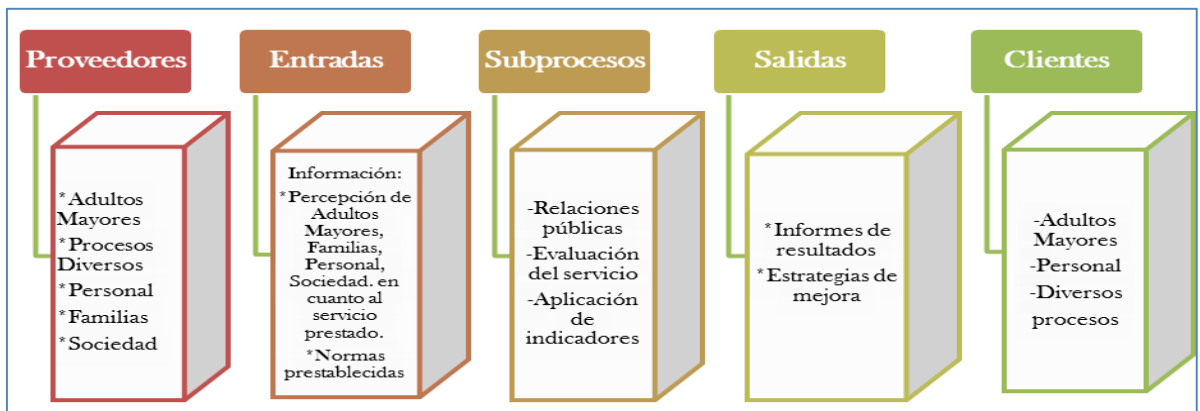 Proveedores
*Adultos
Mayores
*Procesos
Diversos
*Personal
*Familias
*Sociedad
Entradas
Información:
*Percepción de
Adultos
Mayores,
Familias,
Personal,
Sociedad. en
cuanto al
servicio
prestado.
*Normas
prestablecidas
Subprocesos
-Relaciones
públicas
-Evaluación
del servicio
-Aplicación
de
indicadores
Salidas
*Informes de
resultados
*Estrategias de
mejora
Clientes
-Adultos
Mayores
-Personal
-Diversos
procesos